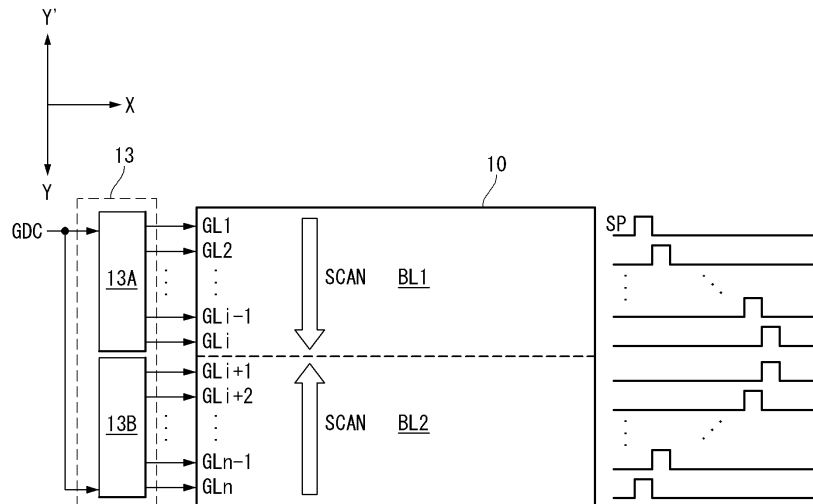 Y'
X
Y
13
10
GDC
13A
GL1
GL2
SCAN BL1
GLi-1
GLi
SP
13B
GLi+1
GLi+2
SCAN BL2
GLn-1
GLn